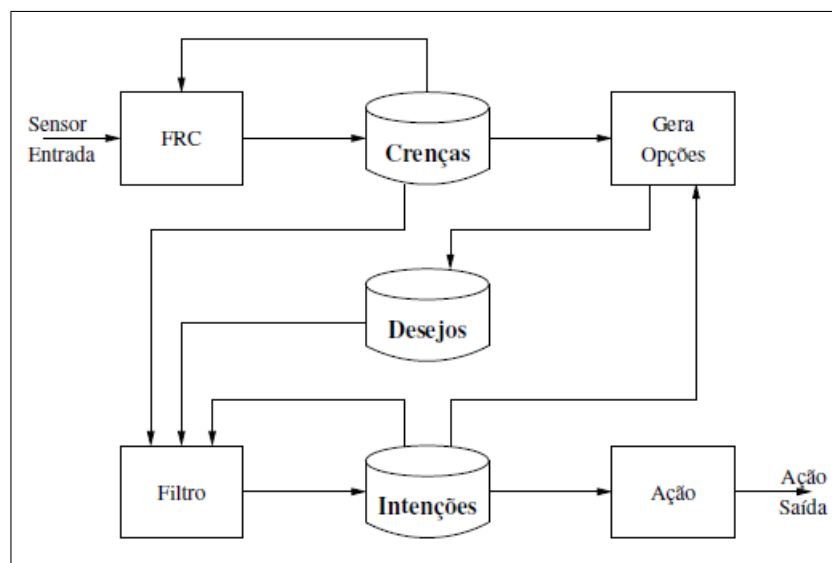 Sensor
Entrada
FRC
Crenças
Gera
Opções
Desejos
Filtro
Intenções
Ação
Ação
Saída